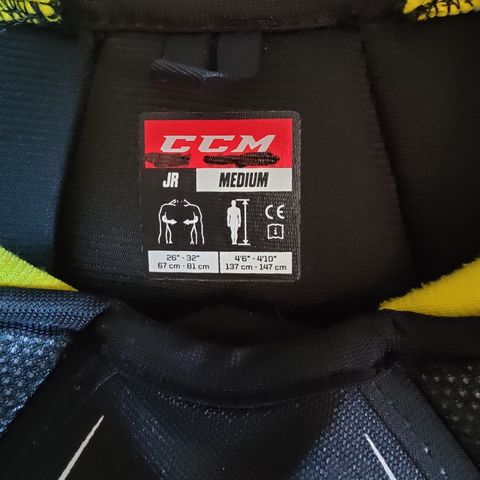 CCM
JR MEDIUM
CE
i
26" - 32" 4'6" - 4'10"
67 cm - 81 cm 137 cm - 147 cm